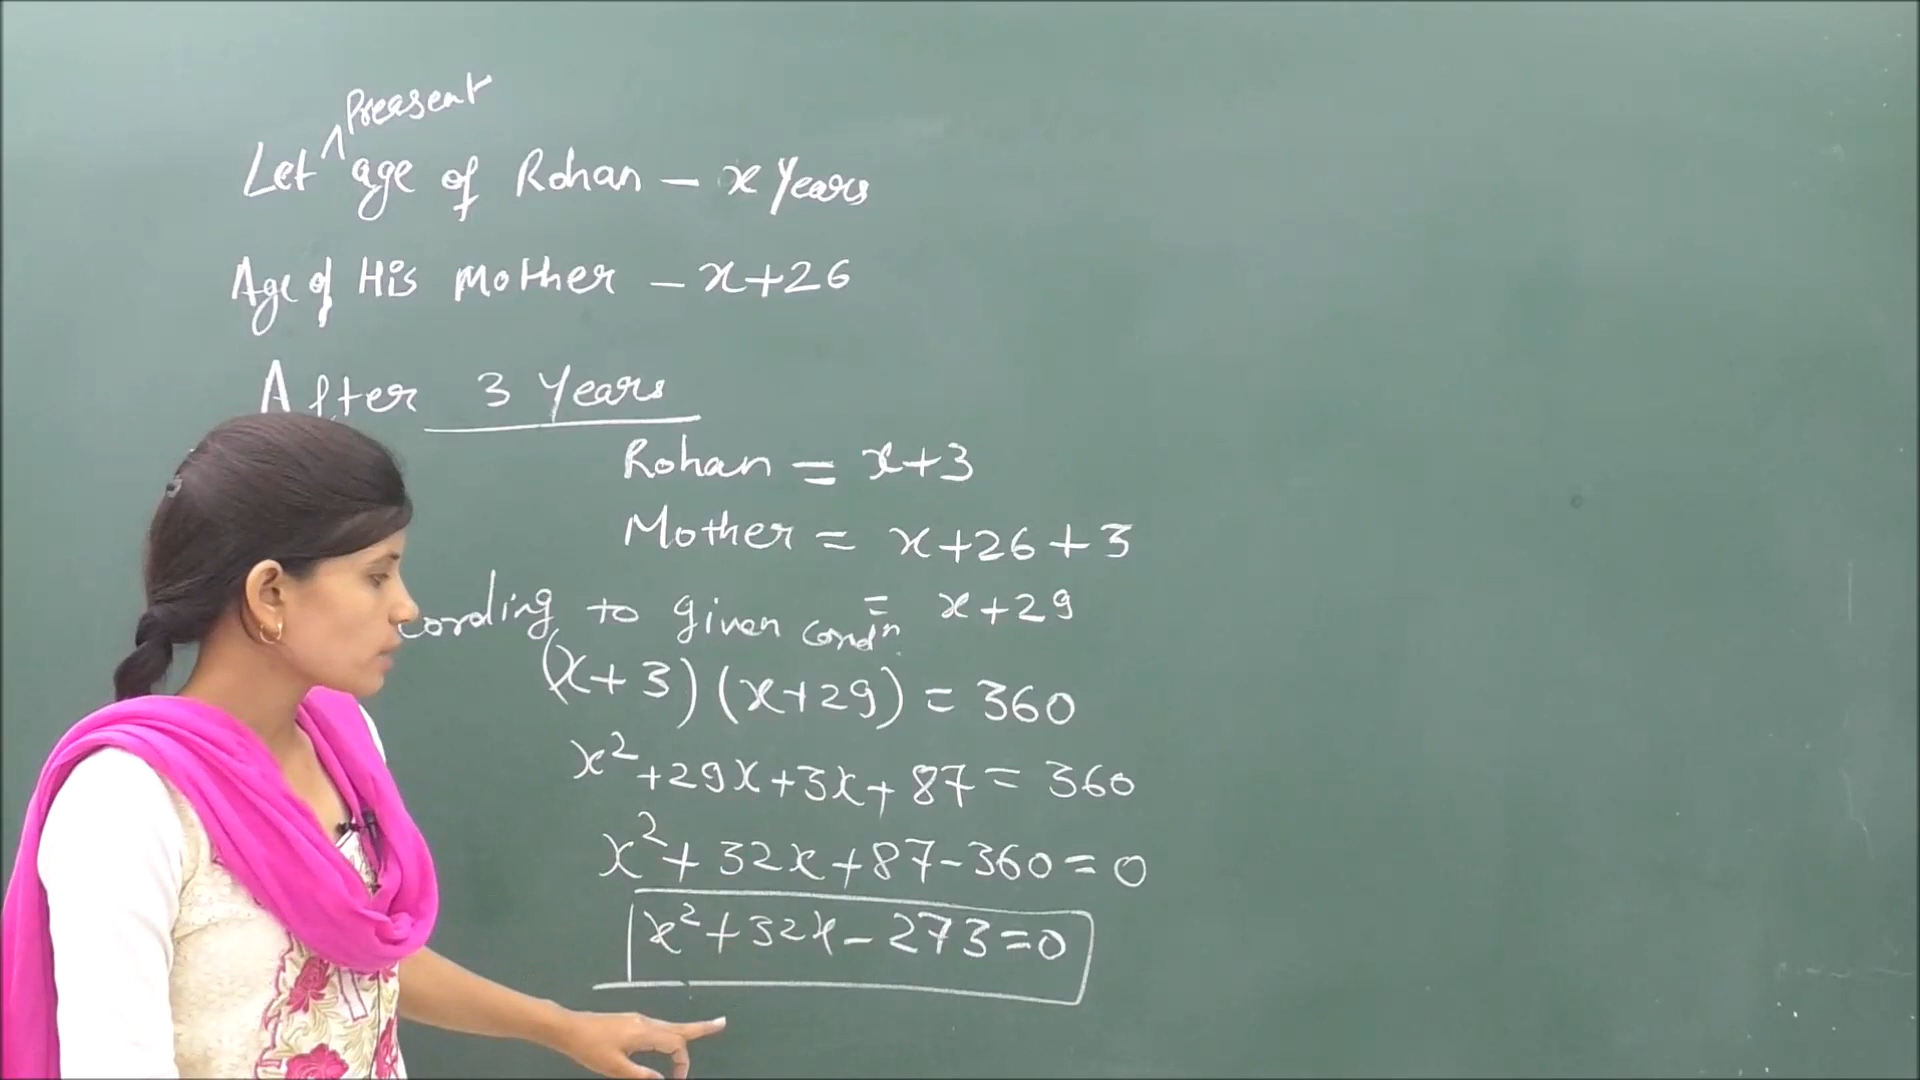 Preasent
Let ^ age of Rohan – x Years
Age of His Mother – x+26
After 3 Years
Rohan = x+3
Mother = x+26+3
= x+29
cording to given condⁿ.
(x+3)(x+29) = 360
x²+29x+3x+87 = 360
x²+32x+87-360=0
x²+32x-273=0